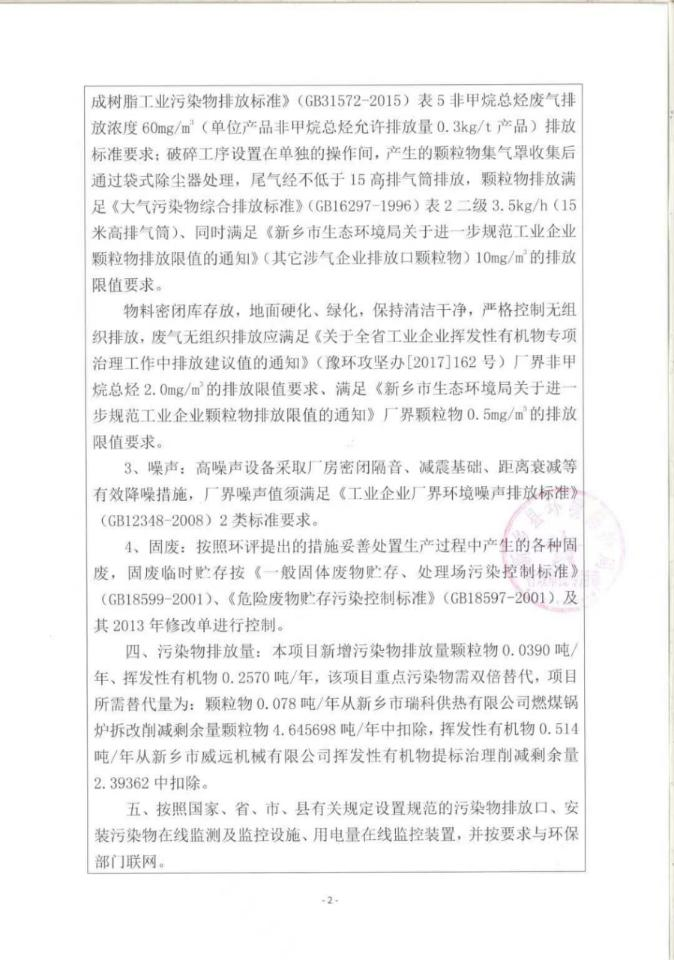 成树脂工业污染物排放标准》（GB31572-2015）表 5 非甲烷总烃废气排
放浓度 60mg/m³（单位产品非甲烷总烃允许排放量 0.3kg/t 产品）排放
标准要求；破碎工序设置在单独的操作间，产生的颗粒物集气罩收集后
通过袋式除尘器处理，尾气经不低于 15 高排气筒排放，颗粒物排放满
足《大气污染物综合排放标准》（GB16297-1996）表 2 二级 3.5kg/h（15
米高排气筒）、同时满足《新乡市生态环境局关于进一步规范工业企业
颗粒物排放限值的通知》（其它涉气企业排放口颗粒物）10mg/m³的排放
限值要求。
物料密闭库存放，地面硬化、绿化，保持清洁干净，严格控制无组
织排放，废气无组织排放应满足《关于全省工业企业挥发性有机物专项
治理工作中排放建议值的通知》（豫环攻坚办[2017]162 号）厂界非甲
烷总烃 2.0mg/m³的排放限值要求、满足《新乡市生态环境局关于进一
步规范工业企业颗粒物排放限值的通知》厂界颗粒物 0.5mg/m³的排放
限值要求。
3、噪声：高噪声设备采取厂房密闭隔音、减震基础、距离衰减等
有效降噪措施，厂界噪声值须满足《工业企业厂界环境噪声排放标准》
（GB12348-2008）2 类标准要求。
4、固废：按照环评提出的措施妥善处置生产过程中产生的各种固
废，固废临时贮存按《一般固体废物贮存、处理场污染控制标准》
（GB18599-2001）、《危险废物贮存污染控制标准》（GB18597-2001）及
其 2013 年修改单进行控制。
四、污染物排放量：本项目新增污染物排放量颗粒物 0.0390 吨/
年、挥发性有机物 0.2570 吨/年，该项目重点污染物需双倍替代，项目
所需替代量为：颗粒物 0.078 吨/年从新乡市瑞科供热有限公司燃煤锅
炉拆改削减剩余量颗粒物 4.645698 吨/年中扣除，挥发性有机物 0.514
吨/年从新乡市威远机械有限公司挥发性有机物提标治理削减剩余量
2.39362 中扣除。
五、按照国家、省、市、县有关规定设置规范的污染物排放口、安
装污染物在线监测及监控设施、用电量在线监控装置，并按要求与环保
部门联网。
- 2 -